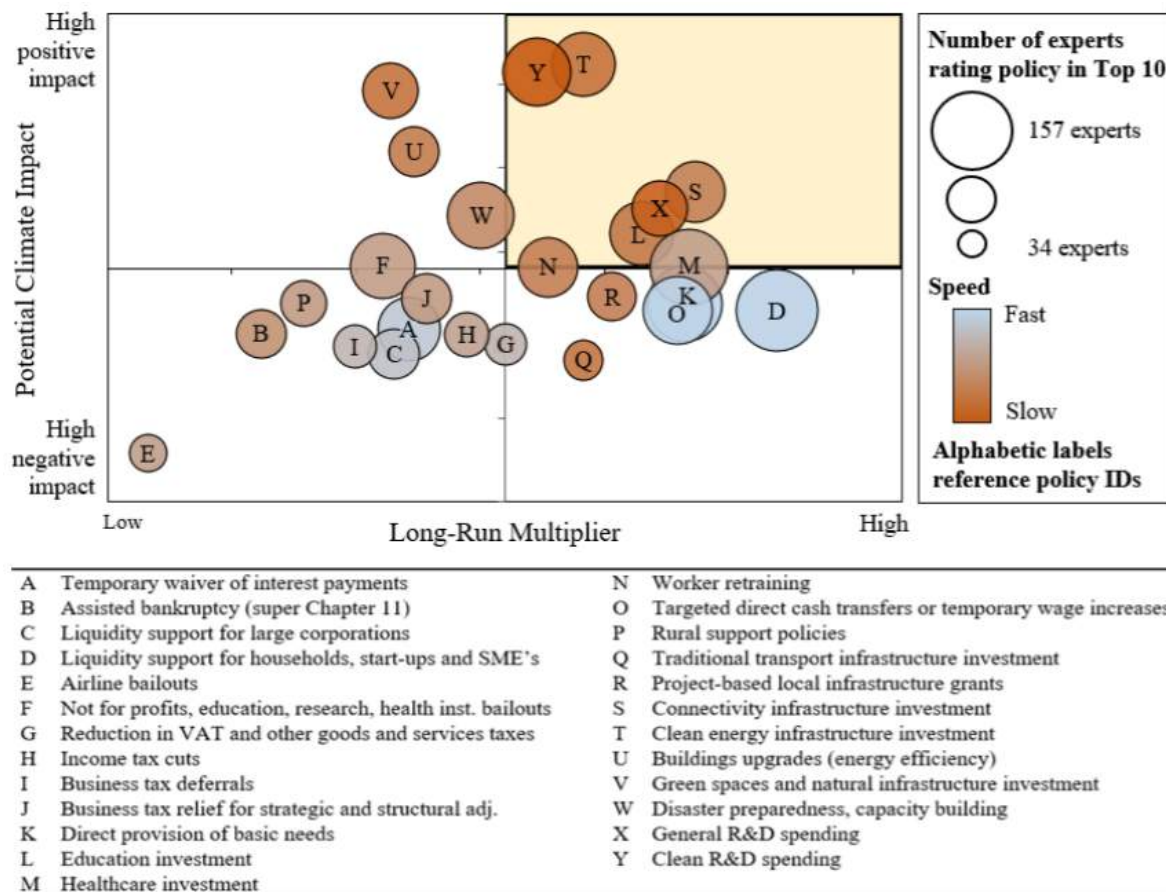 High
positive
impact
Potential Climate Impact
High
negative
impact
Low
Long-Run Multiplier
High
Y
T
V
U
S
X
W
L
F
N
M
P
J
R
K
O
D
B
A
H
I
C
G
Q
E
Number of experts
rating policy in Top 10
157 experts
34 experts
Speed
Fast
Slow
Alphabetic labels
reference policy IDs
A Temporary waiver of interest payments
B Assisted bankruptcy (super Chapter 11)
C Liquidity support for large corporations
D Liquidity support for households, start-ups and SME's
E Airline bailouts
F Not for profits, education, research, health inst. bailouts
G Reduction in VAT and other goods and services taxes
H Income tax cuts
I Business tax deferrals
J Business tax relief for strategic and structural adj.
K Direct provision of basic needs
L Education investment
M Healthcare investment
N Worker retraining
O Targeted direct cash transfers or temporary wage increases
P Rural support policies
Q Traditional transport infrastructure investment
R Project-based local infrastructure grants
S Connectivity infrastructure investment
T Clean energy infrastructure investment
U Buildings upgrades (energy efficiency)
V Green spaces and natural infrastructure investment
W Disaster preparedness, capacity building
X General R&D spending
Y Clean R&D spending